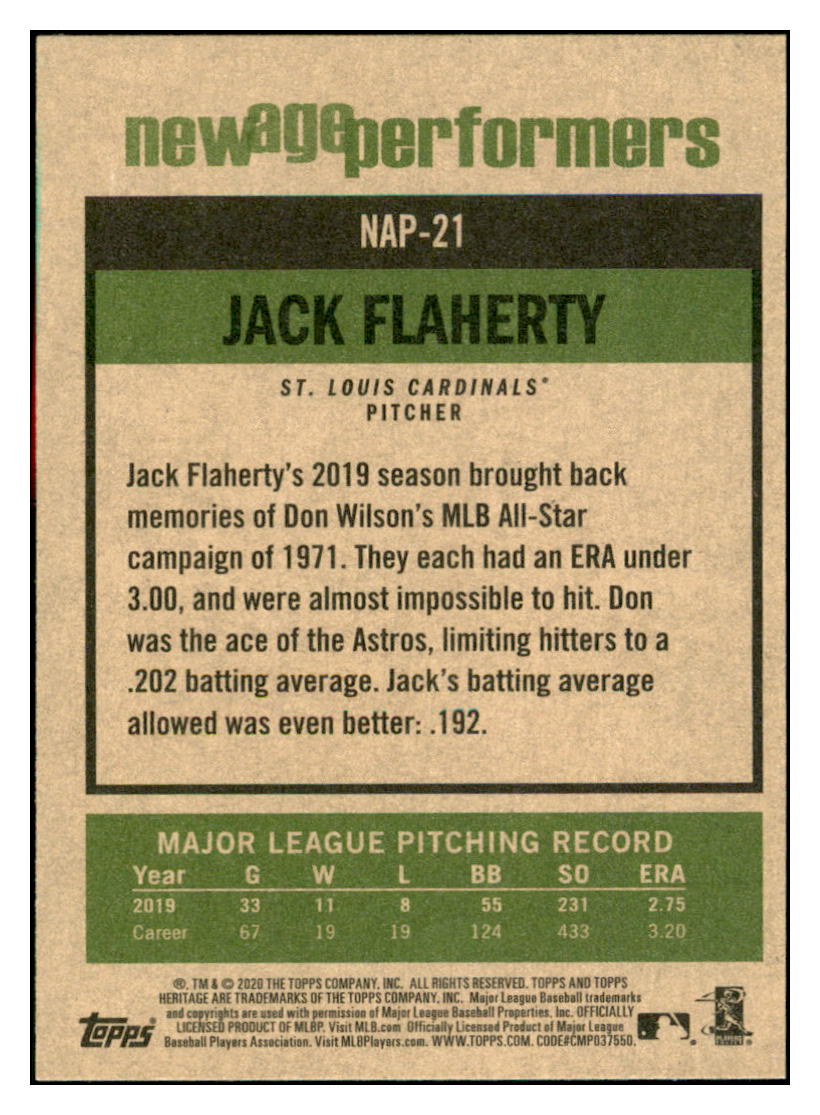 newageperformers
NAP-21
JACK FLAHERTY
ST. LOUIS CARDINALS®
PITCHER
Jack Flaherty's 2019 season brought back
memories of Don Wilson's MLB All-Star
campaign of 1971. They each had an ERA under
3.00, and were almost impossible to hit. Don
was the ace of the Astros, limiting hitters to a
.202 batting average. Jack's batting average
allowed was even better: .192.
MAJOR LEAGUE PITCHING RECORD
Year G W L BB SO ERA
2019 33 11 8 55 231 2.75
Career 67 19 19 124 433 3.20
®, TM & © 2020 THE TOPPS COMPANY, INC. ALL RIGHTS RESERVED. TOPPS AND TOPPS
HERITAGE ARE TRADEMARKS OF THE TOPPS COMPANY, INC. Major League Baseball trademarks
and copyrights are used with permission of Major League Baseball Properties, Inc. OFFICIALLY
LICENSED PRODUCT OF MLBP. Visit MLB.com Officially Licensed Product of Major League
Baseball Players Association. Visit MLBPlayers.com. WWW.TOPPS.COM. CODE#CMP037550.
Topps